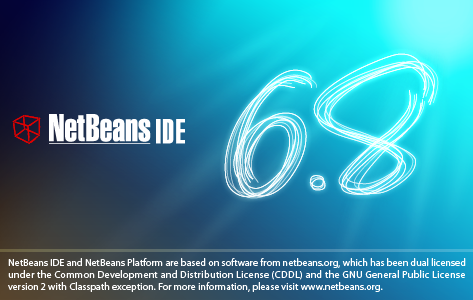 NetBeans IDE 6.8
NetBeans IDE and NetBeans Platform are based on software from netbeans.org, which has been dual licensed
under the Common Development and Distribution License (CDDL) and the GNU General Public License
version 2 with Classpath exception. For more information, please visit www.netbeans.org.